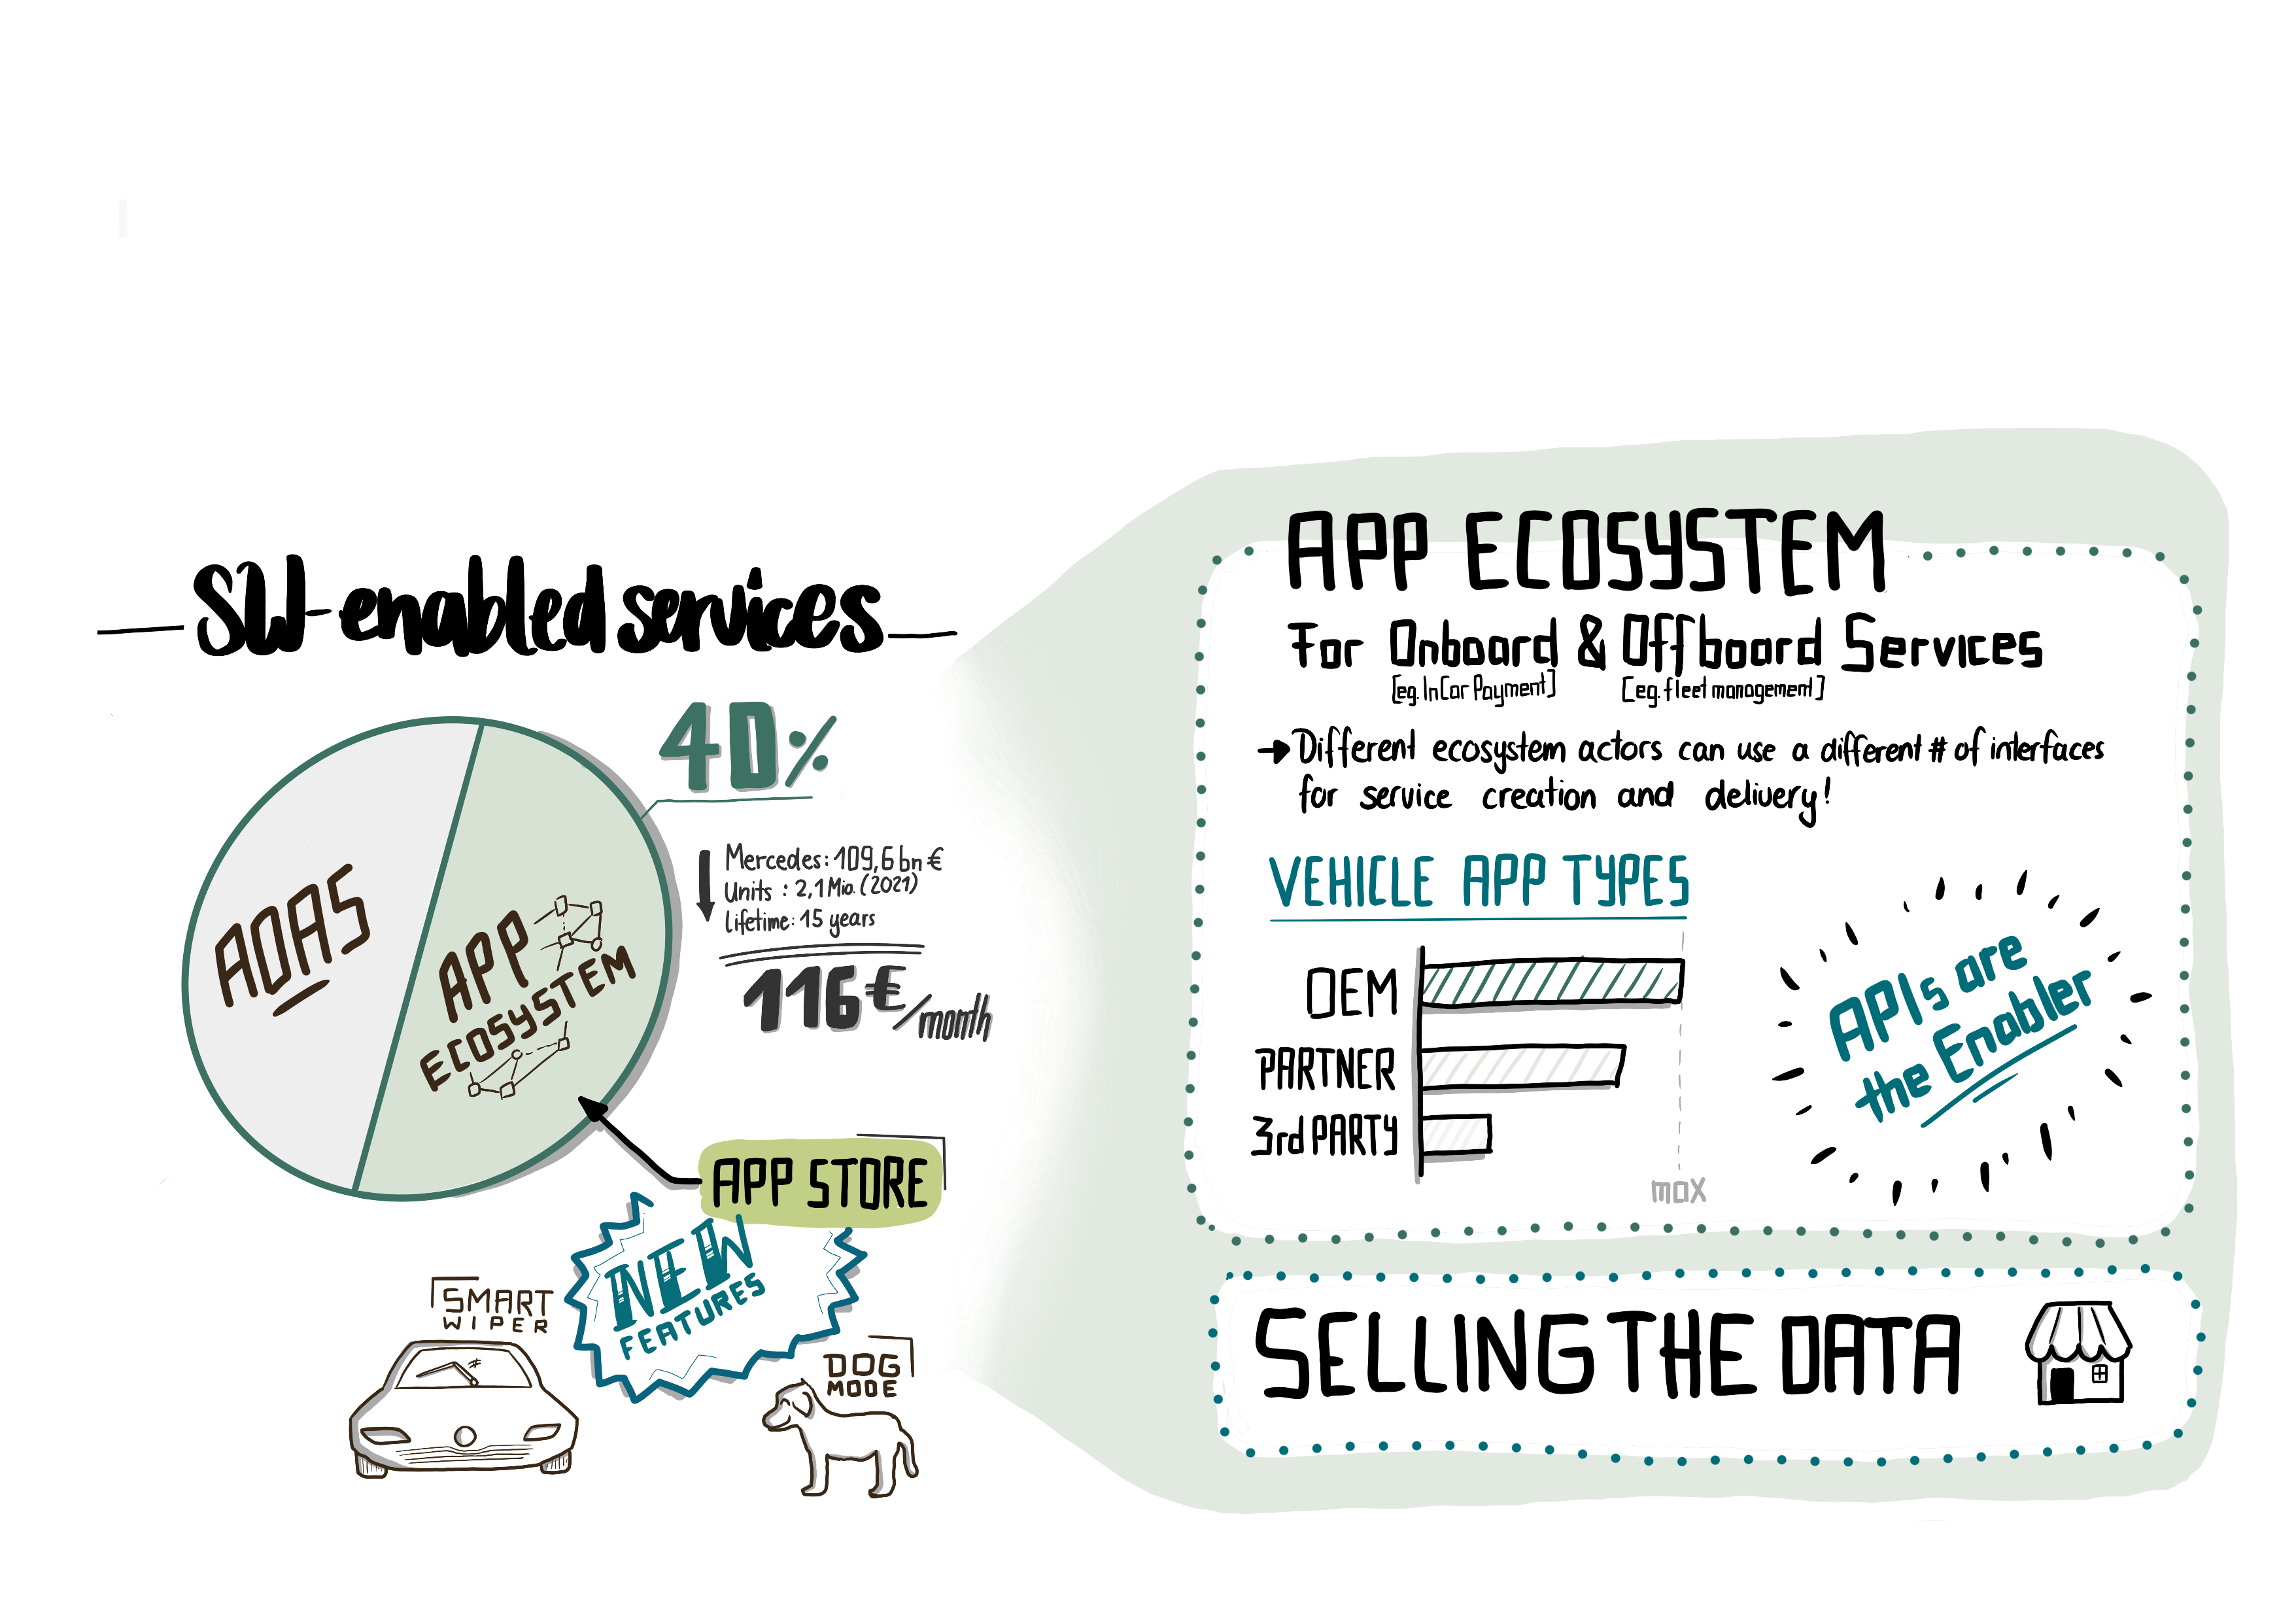 SW-enabled services
40%
ADAS
APP
ECOSYSTEM
Mercedes: 109,6 bn €
Units : 2,1 Mio. (2021)
Lifetime: 15 years
116€/month
APP STORE
NEW
FEATURES
SMART
WIPER
DOG
MODE
APP ECOSYSTEM
For Onboard & Offboard Services
[eg. InCar Payment] [eg. fleet management]
→ Different ecosystem actors can use a different # of interfaces
for service creation and delivery!
VEHICLE APP TYPES
OEM
PARTNER
3rd PARTY
max
APIs are
the Enabler
SELLING THE DATA